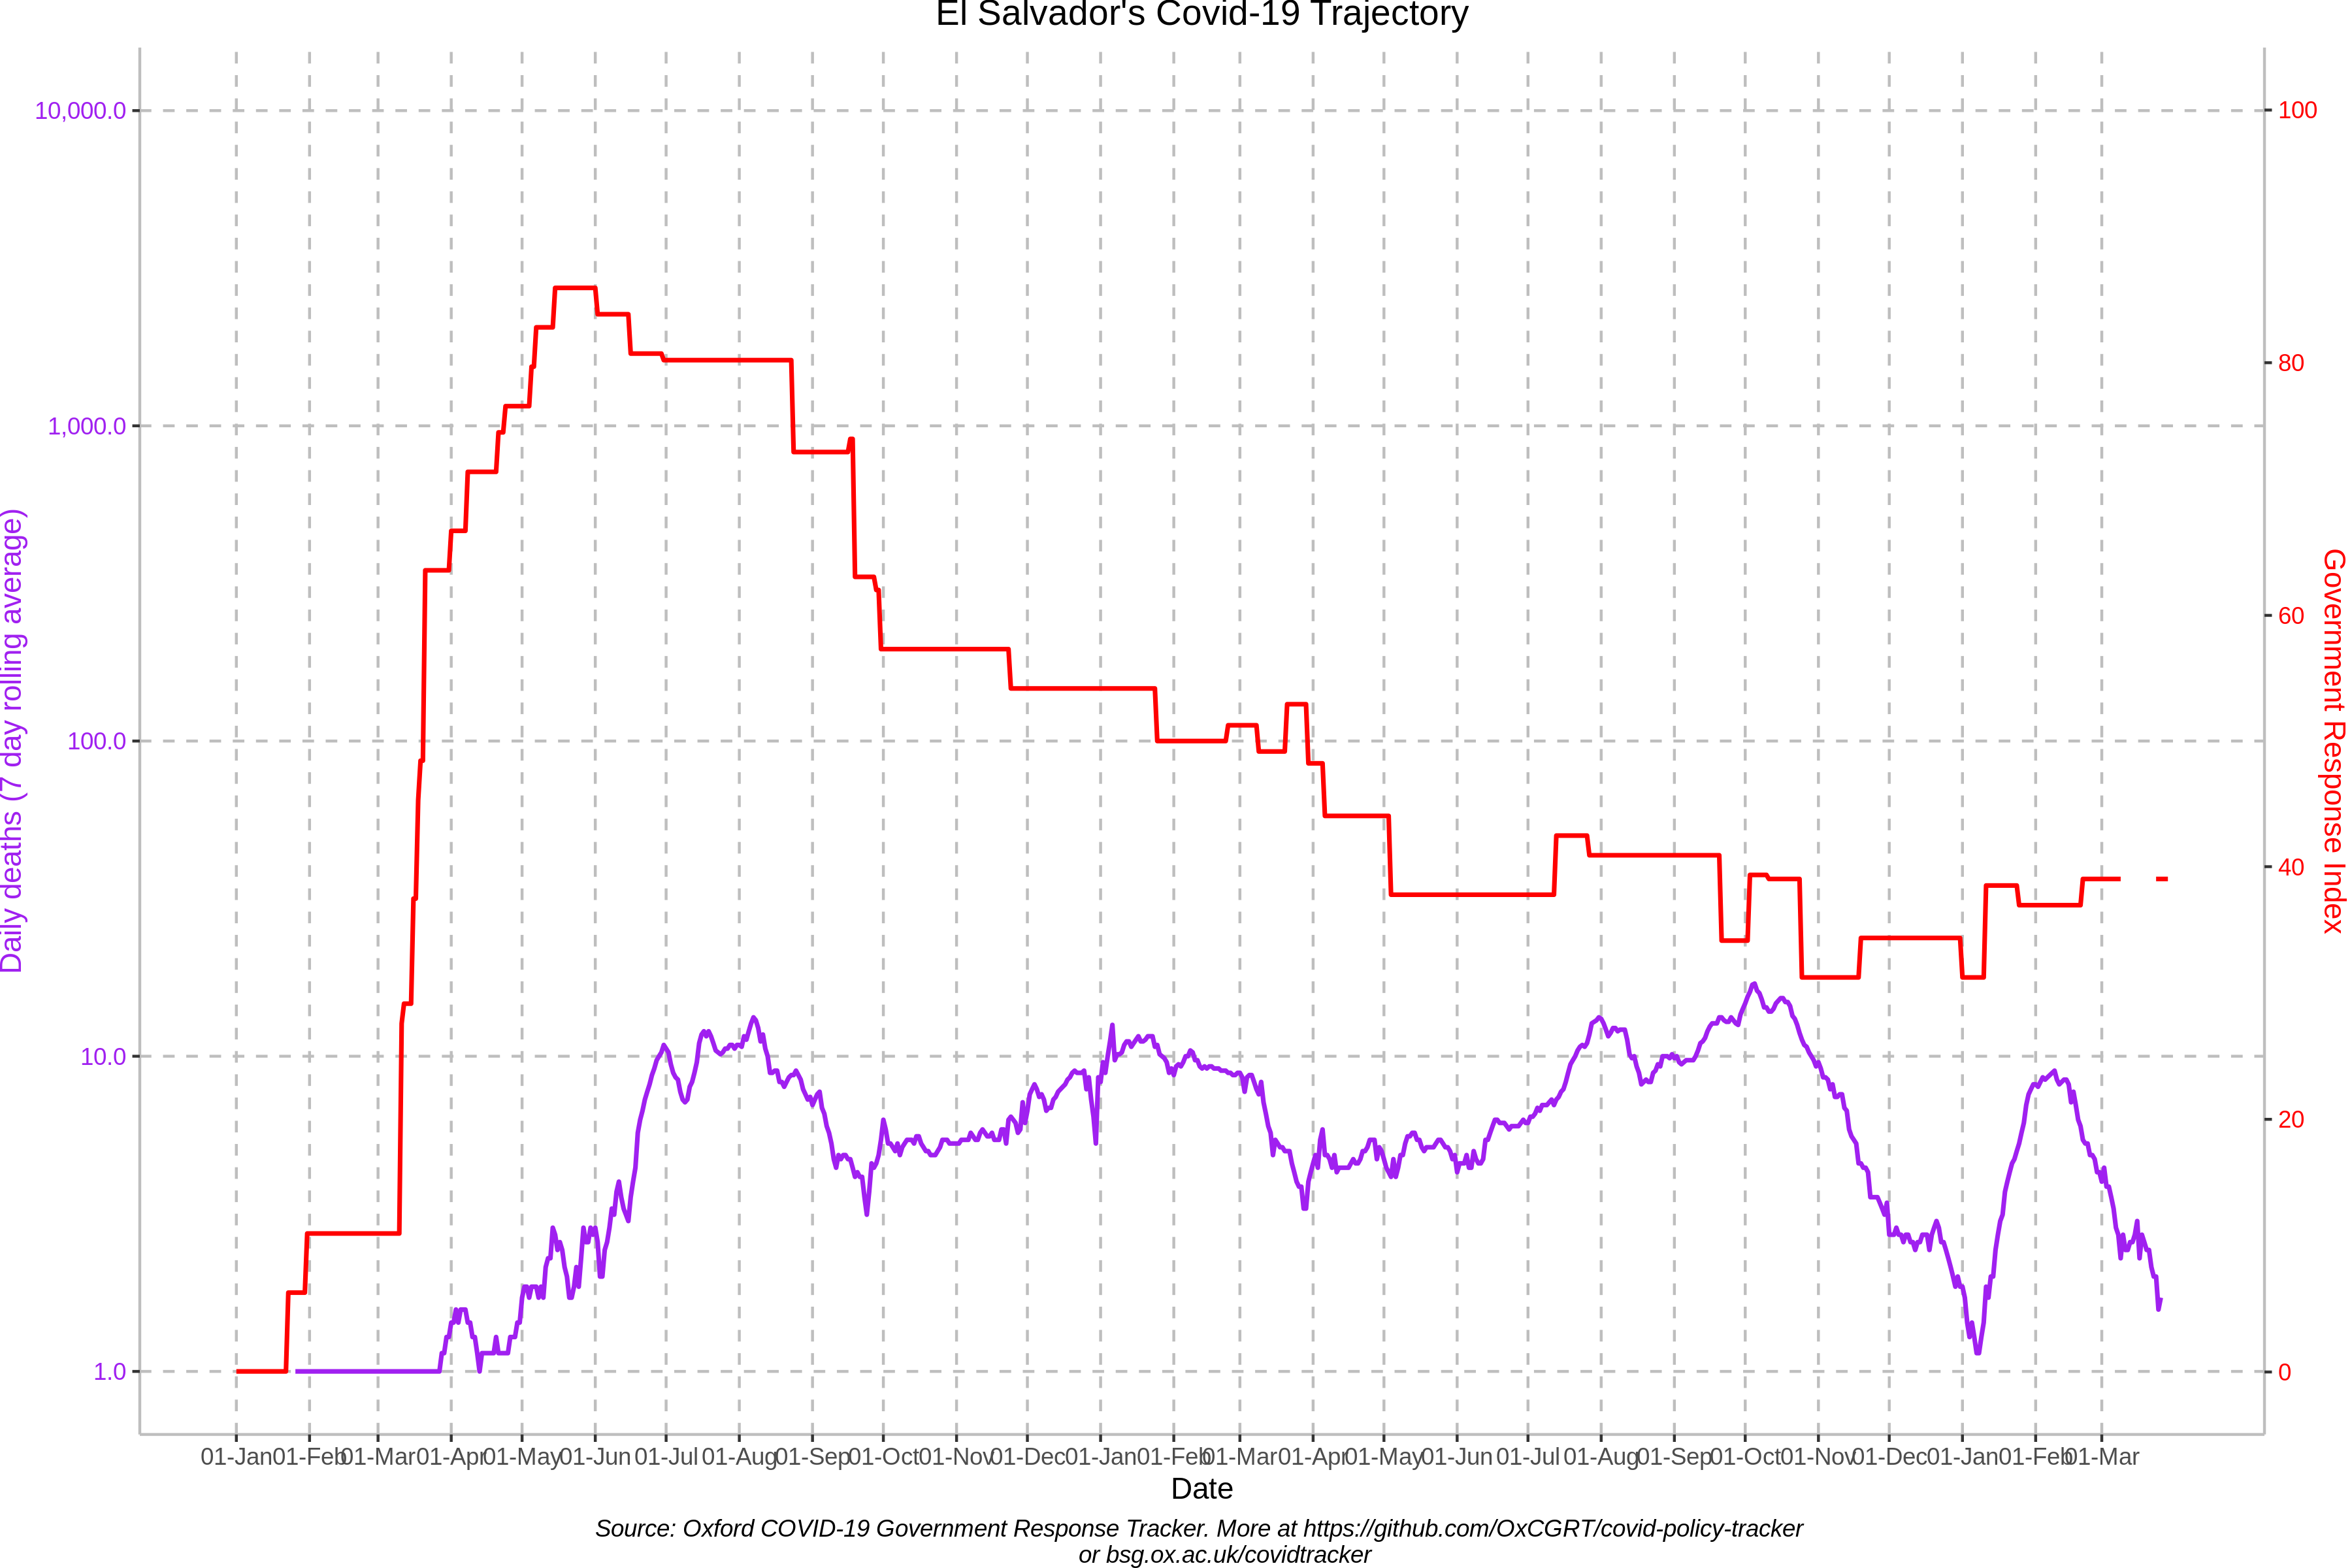 El Salvador's Covid-19 Trajectory
10,000.0
1,000.0
100.0
10.0
1.0
Daily deaths (7 day rolling average)
100
80
60
40
20
0
Government Response Index
01-Jan 01-Feb 01-Mar 01-Apr 01-May 01-Jun 01-Jul 01-Aug 01-Sep 01-Oct 01-Nov 01-Dec 01-Jan 01-Feb 01-Mar 01-Apr 01-May 01-Jun 01-Jul 01-Aug 01-Sep 01-Oct 01-Nov 01-Dec 01-Jan 01-Feb 01-Mar
Date
Source: Oxford COVID-19 Government Response Tracker. More at https://github.com/OxCGRT/covid-policy-tracker
or bsg.ox.ac.uk/covidtracker